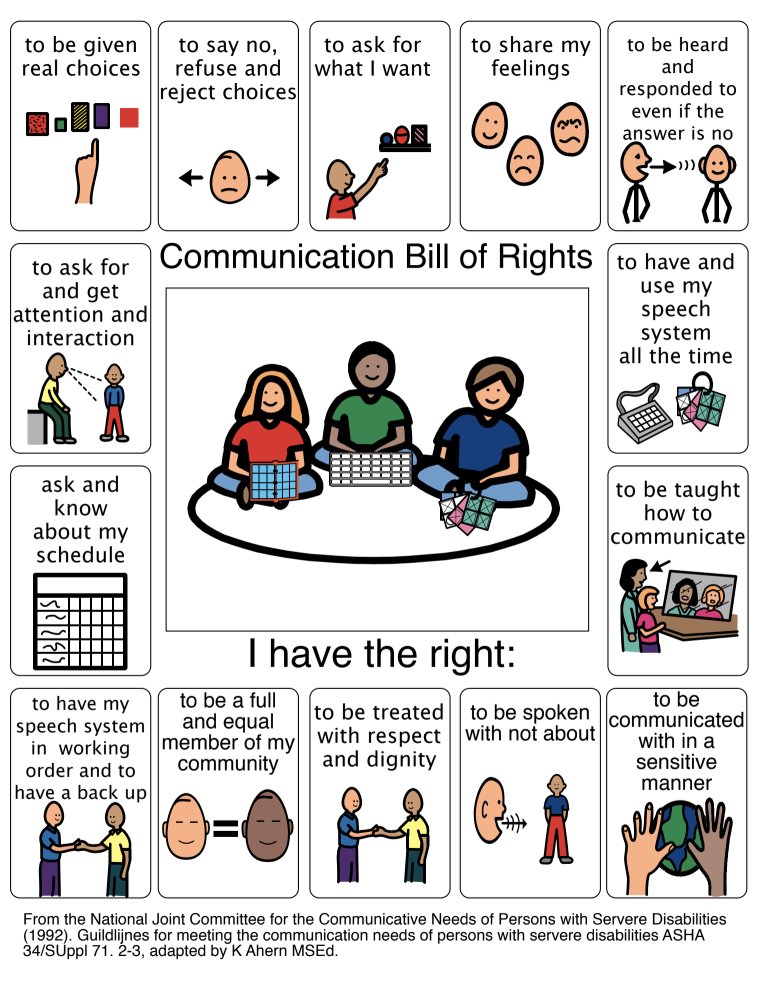 to be given
real choices
to say no,
refuse and
reject choices
to ask for
what I want
to share my
feelings
to be heard
and
responded to
even if the
answer is no
to ask for
and get
attention and
interaction
Communication Bill of Rights
to have and
use my
speech
system
all the time
ask and
know
about my
schedule
to be taught
how to
communicate
I have the right:
to have my
speech system
in working
order and to
have a back up
to be a full
and equal
member of my
community
to be treated
with respect
and dignity
to be spoken
with not about
to be
communicated
with in a
sensitive
manner
From the National Joint Committee for the Communicative Needs of Persons with Servere Disabilities
(1992). Guildlijnes for meeting the communication needs of persons with servere disabilities ASHA
34/SUppl 71. 2-3, adapted by K Ahern MSEd.